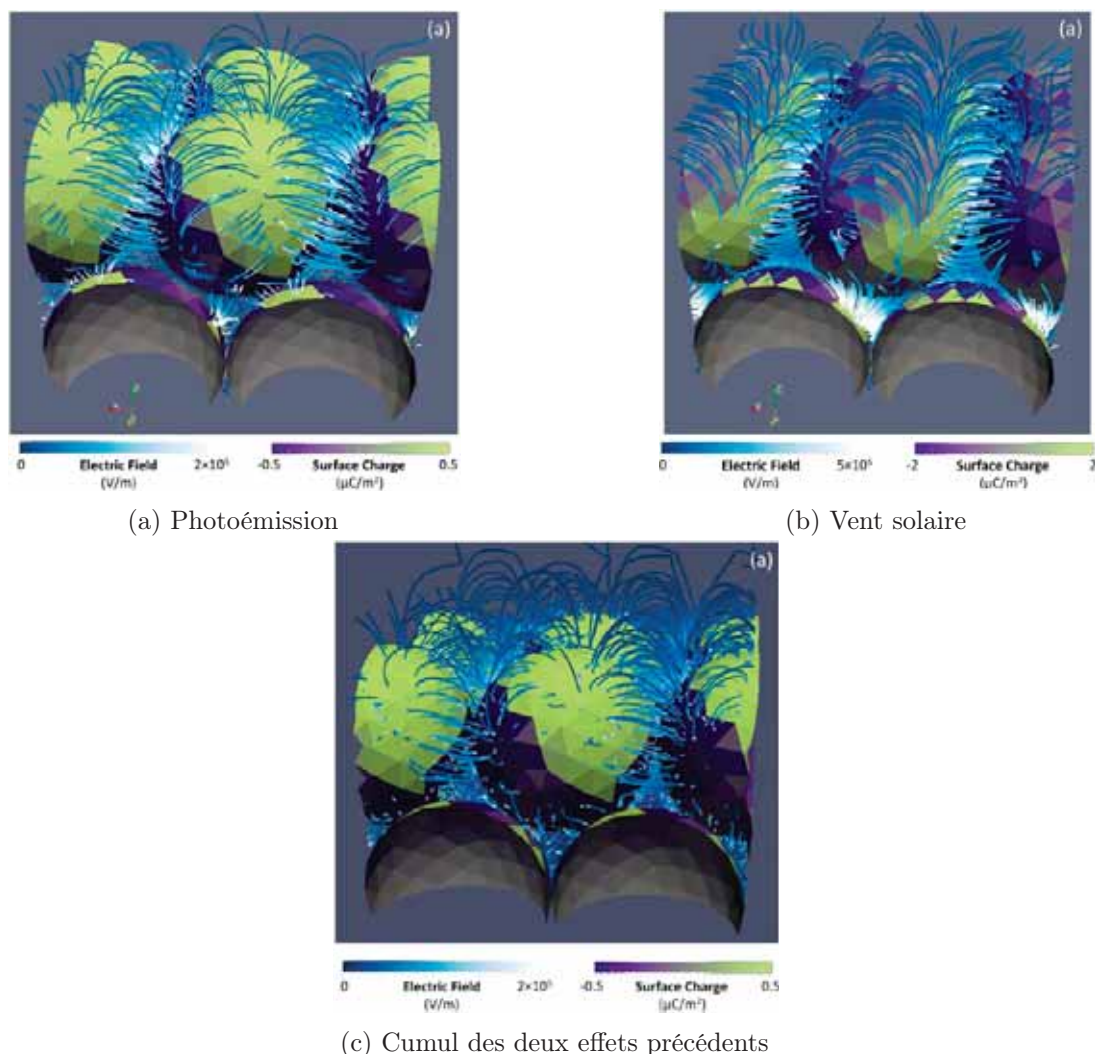 (a)
0 2×10⁵ -0.5 0.5
Electric Field Surface Charge
(V/m) (μC/m²)
(a) Photoémission
(a)
0 5×10⁵ -2 2
Electric Field Surface Charge
(V/m) (μC/m²)
(b) Vent solaire
(a)
0 2×10⁵ -0.5 0.5
Electric Field Surface Charge
(V/m) (μC/m²)
(c) Cumul des deux effets précédents